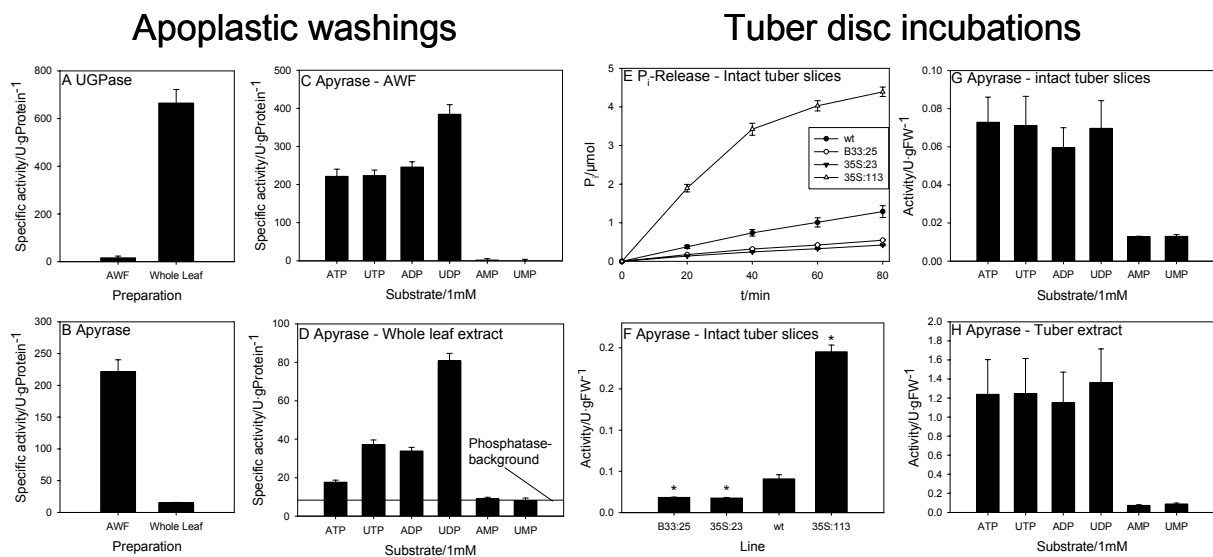 Apoplastic washings
Tuber disc incubations
A UGPase
Specific activity/U·gProtein⁻¹
800
600
400
200
0
AWF Whole Leaf
Preparation
B Apyrase
Specific activity/U·gProtein⁻¹
300
250
200
150
100
50
0
AWF Whole Leaf
Preparation
C Apyrase - AWF
Specific activity/U·gProtein⁻¹
500
400
300
200
100
0
ATP UTP ADP UDP AMP UMP
Substrate/1mM
D Apyrase - Whole leaf extract
Specific activity/U·gProtein⁻¹
100
80
60
40
20
0
Phosphatase-
background
ATP UTP ADP UDP AMP UMP
Substrate/1mM
E Pᵢ-Release - Intact tuber slices
Pᵢ/µmol
5
4
3
2
1
0
wt
B33:25
35S:23
35S:113
0 20 40 60 80
t/min
F Apyrase - Intact tuber slices
Activity/U·gFW⁻¹
0.2
0.2
0.1
0.1
0.0
* * *
B33:25 35S:23 wt 35S:113
Line
G Apyrase - intact tuber slices
Activity/U·gFW⁻¹
0.10
0.08
0.06
0.04
0.02
0.00
ATP UTP ADP UDP AMP UMP
Substrate/1mM
H Apyrase - Tuber extract
Activity/U·gFW⁻¹
2.0
1.8
1.6
1.4
1.2
1.0
0.8
0.6
0.4
0.2
0.0
ATP UTP ADP UDP AMP UMP
Substrate/1mM